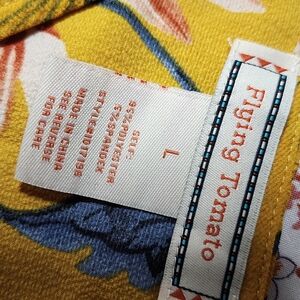 Flying Tomato
L
SELF:
95%POLYESTER
5%SPANDEX
MADE IN CHINA
SEE REVERSE
FOR CARE